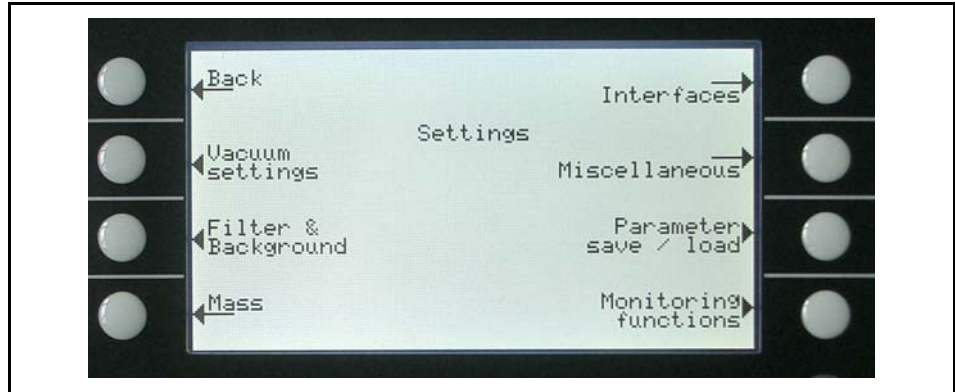 Back
Interfaces
Settings
Vacuum
settings
Miscellaneous
Filter &
Background
Parameter
save / load
Mass
Monitoring
functions